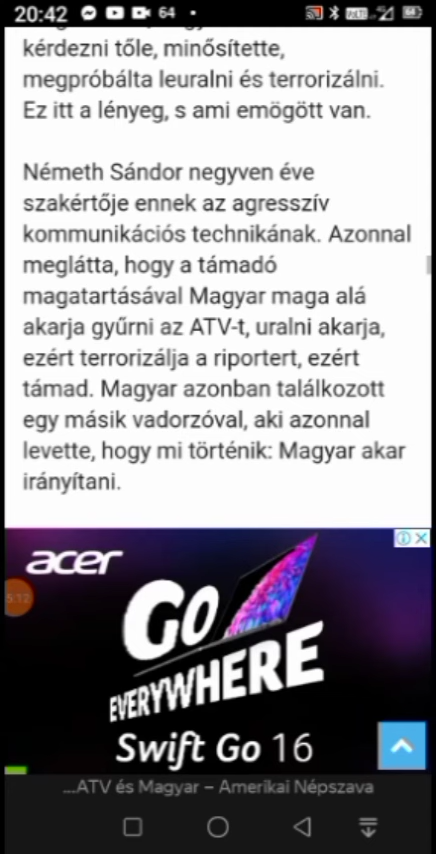 20:42 64
64
kérdezni tőle, minősítette,
megpróbálta leuralni és terrorizálni.
Ez itt a lényeg, s ami emögött van.
Németh Sándor negyven éve
szakértője ennek az agresszív
kommunikációs technikának. Azonnal
meglátta, hogy a támadó
magatartásával Magyar maga alá
akarja gyűrni az ATV-t, uralni akarja,
ezért terrorizálja a riportert, ezért
támad. Magyar azonban találkozott
egy másik vadorzóval, aki azonnal
levette, hogy mi történik: Magyar akar
irányítani.
acer
GO
EVERYWHERE
Swift Go 16
5:12
...ATV és Magyar – Amerikai Népszava